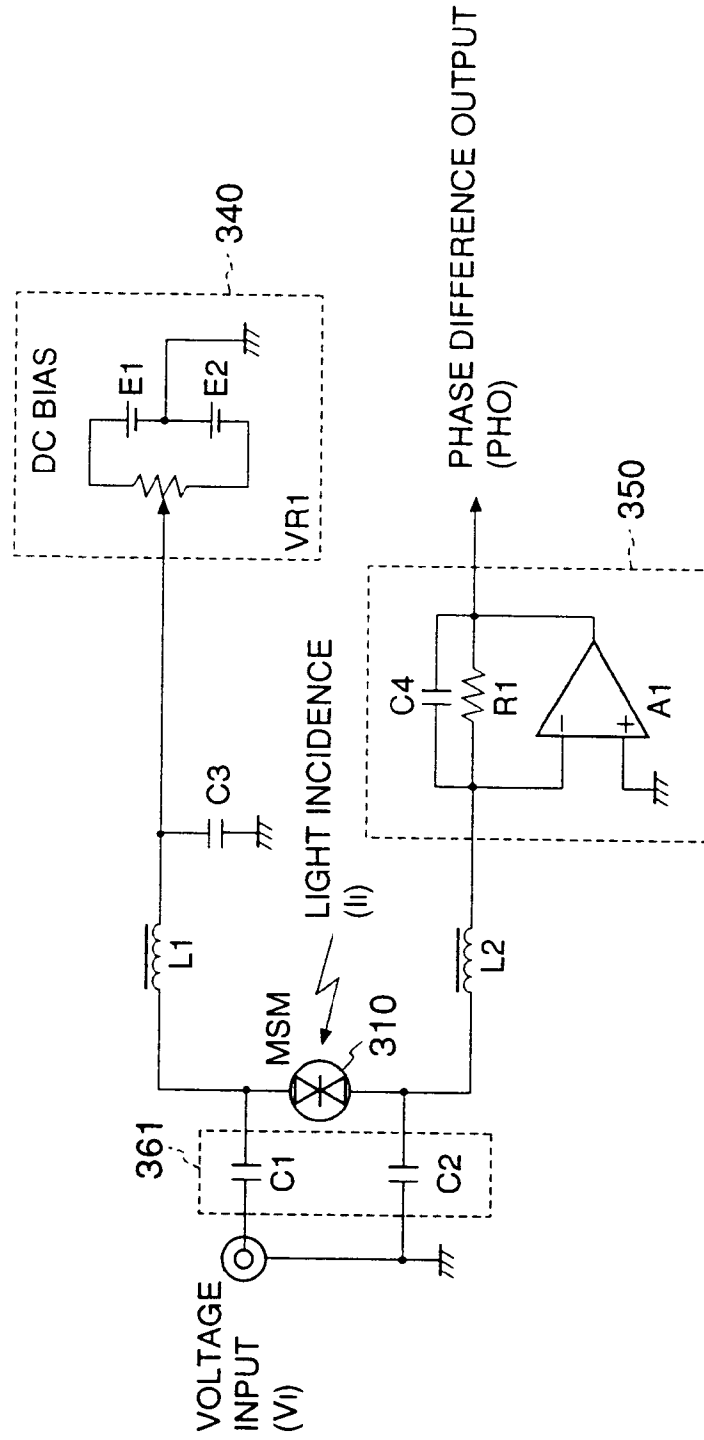 VOLTAGE
INPUT
(VI)
361
C1
C2
MSM
310
LIGHT INCIDENCE
(II)
L1
L2
C3
DC BIAS
E1
E2
VR1
340
C4
R1
A1
−
+
350
PHASE DIFFERENCE OUTPUT
(PHO)